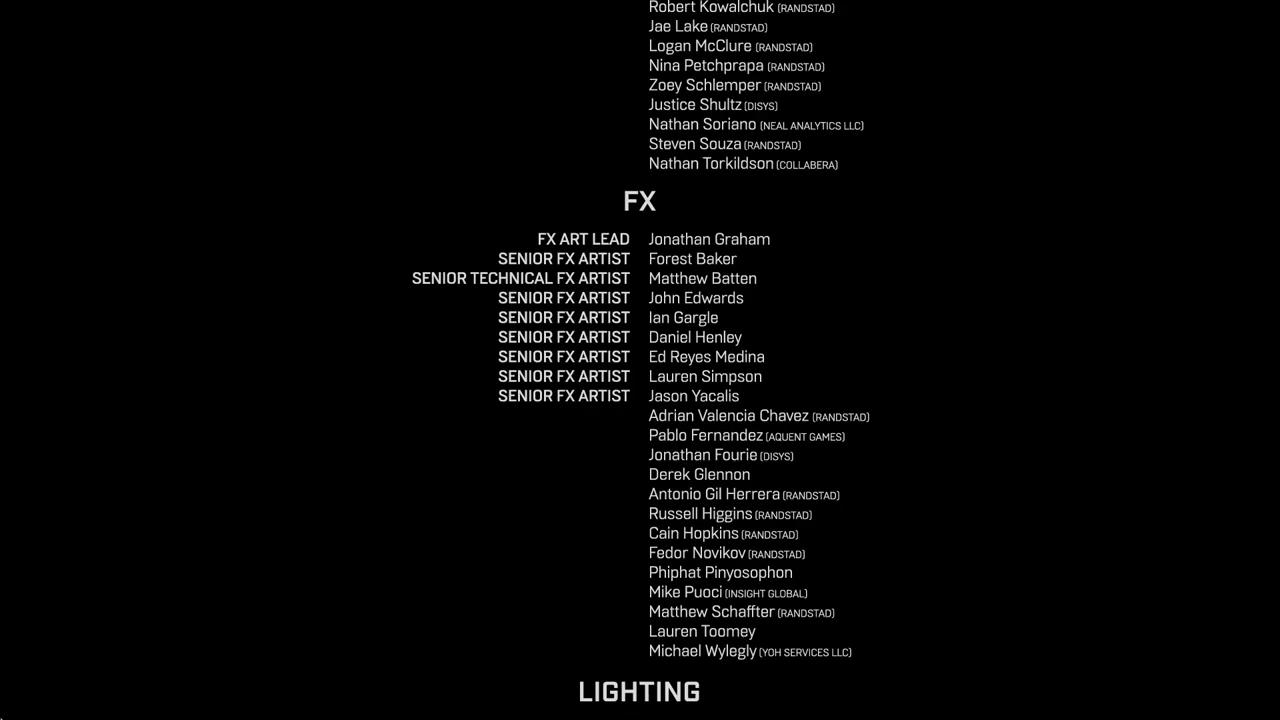 Robert Kowalchuk (RANDSTAD)
Jae Lake (RANDSTAD)
Logan McClure (RANDSTAD)
Nina Petchprapa (RANDSTAD)
Zoey Schlemper (RANDSTAD)
Justice Shultz (DISYS)
Nathan Soriano (NEAL ANALYTICS LLC)
Steven Souza (RANDSTAD)
Nathan Torkildson (COLLABERA)
FX
FX ART LEAD Jonathan Graham
SENIOR FX ARTIST Forest Baker
SENIOR TECHNICAL FX ARTIST Matthew Batten
SENIOR FX ARTIST John Edwards
SENIOR FX ARTIST Ian Gargle
SENIOR FX ARTIST Daniel Henley
SENIOR FX ARTIST Ed Reyes Medina
SENIOR FX ARTIST Lauren Simpson
SENIOR FX ARTIST Jason Yacalis
Adrian Valencia Chavez (RANDSTAD)
Pablo Fernandez (AQUENT GAMES)
Jonathan Fourie (DISYS)
Derek Glennon
Antonio Gil Herrera (RANDSTAD)
Russell Higgins (RANDSTAD)
Cain Hopkins (RANDSTAD)
Fedor Novikov (RANDSTAD)
Phiphat Pinyosophon
Mike Puoci (INSIGHT GLOBAL)
Matthew Schaffter (RANDSTAD)
Lauren Toomey
Michael Wylegly (YOH SERVICES LLC)
LIGHTING